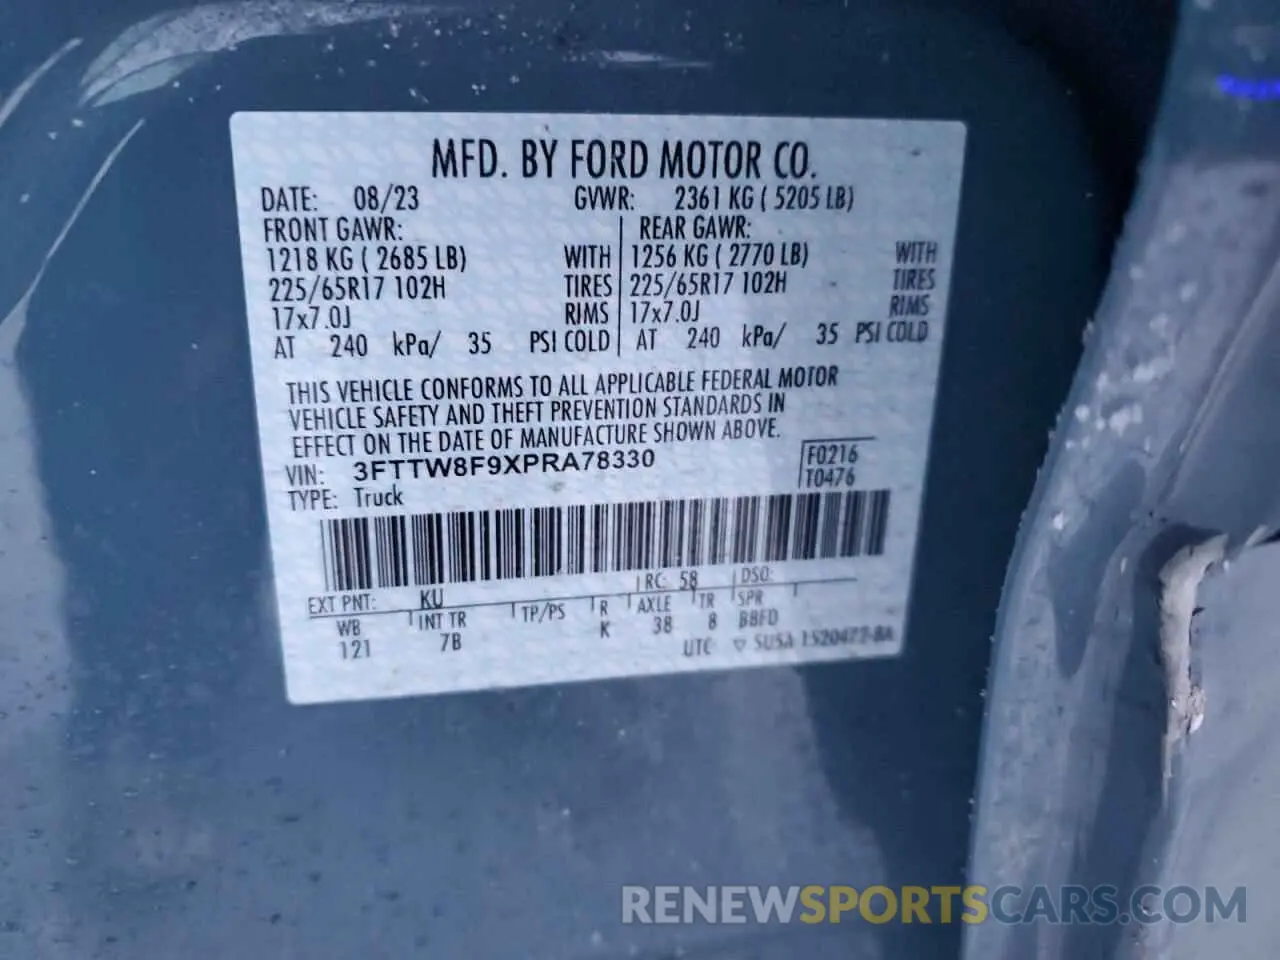 MFD. BY FORD MOTOR CO.
DATE: 08/23 GVWR: 2361 KG ( 5205 LB)
FRONT GAWR: REAR GAWR:
1218 KG ( 2685 LB) WITH 1256 KG ( 2770 LB) WITH
225/65R17 102H TIRES 225/65R17 102H TIRES
17x7.0J RIMS 17x7.0J RIMS
AT 240 kPa/ 35 PSI COLD AT 240 kPa/ 35 PSI COLD
THIS VEHICLE CONFORMS TO ALL APPLICABLE FEDERAL MOTOR
VEHICLE SAFETY AND THEFT PREVENTION STANDARDS IN
EFFECT ON THE DATE OF MANUFACTURE SHOWN ABOVE.
VIN: 3FTTW8F9XPRA78330 F0216
TYPE: Truck T0476
EXT PNT: KU RC: 58 DSO:
WB INT TR TP/PS R AXLE TR SPR
121 7B K 38 8 B8FD
UTC ▽ 5U5A 1520472-BA
RENEWSPORTSCARS.COM